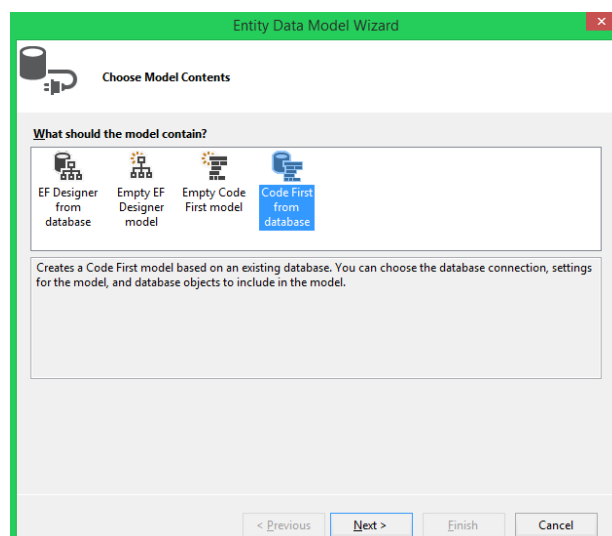 Entity Data Model Wizard
Choose Model Contents
What should the model contain?
EF Designer
from
database
Empty EF
Designer
model
Empty Code
First model
Code First
from
database
Creates a Code First model based on an existing database. You can choose the database connection, settings
for the model, and database objects to include in the model.
< Previous
Next >
Finish
Cancel